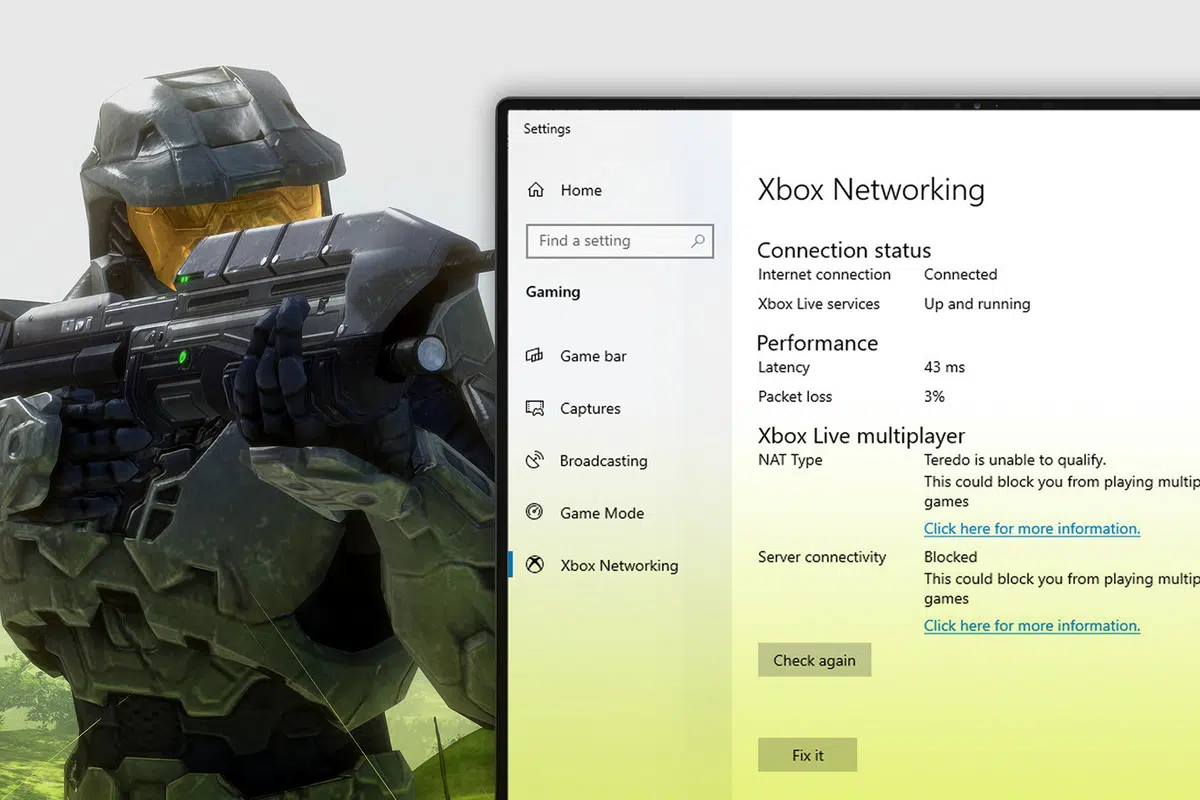 Settings
Home
Find a setting
Gaming
Game bar
Captures
Broadcasting
Game Mode
Xbox Networking
Xbox Networking
Connection status
Internet connection Connected
Xbox Live services Up and running
Performance
Latency 43 ms
Packet loss 3%
Xbox Live multiplayer
NAT Type Teredo is unable to qualify.
This could block you from playing multip
games
Click here for more information.
Server connectivity Blocked
This could block you from playing multip
games
Click here for more information.
Check again
Fix it